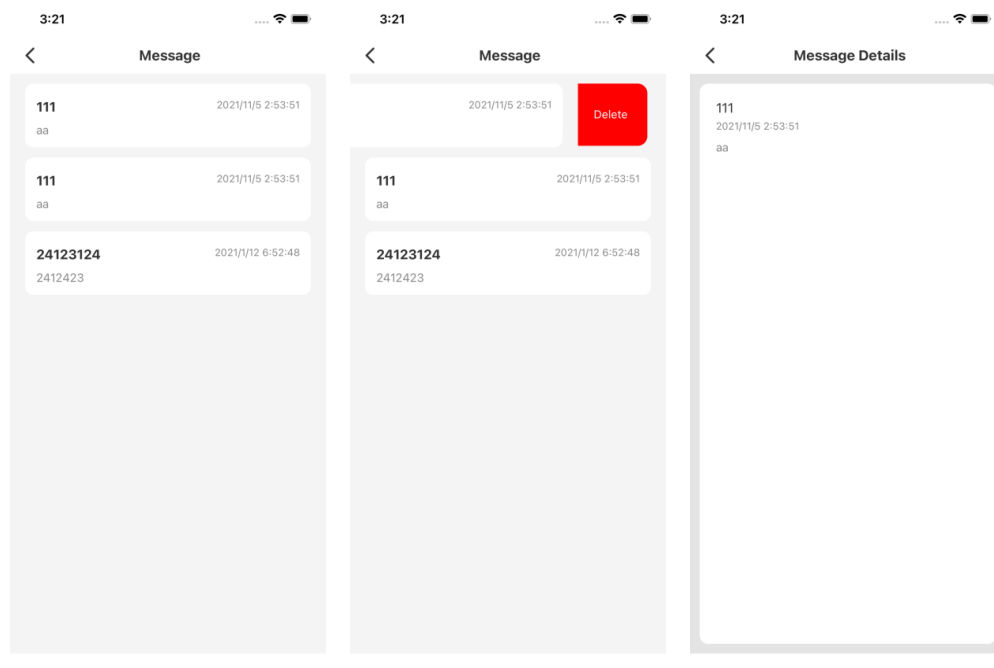 3:21
Message
111 2021/11/5 2:53:51
aa
111 2021/11/5 2:53:51
aa
24123124 2021/1/12 6:52:48
2412423
3:21
Message
2021/11/5 2:53:51 Delete
111 2021/11/5 2:53:51
aa
24123124 2021/1/12 6:52:48
2412423
3:21
Message Details
111
2021/11/5 2:53:51
aa